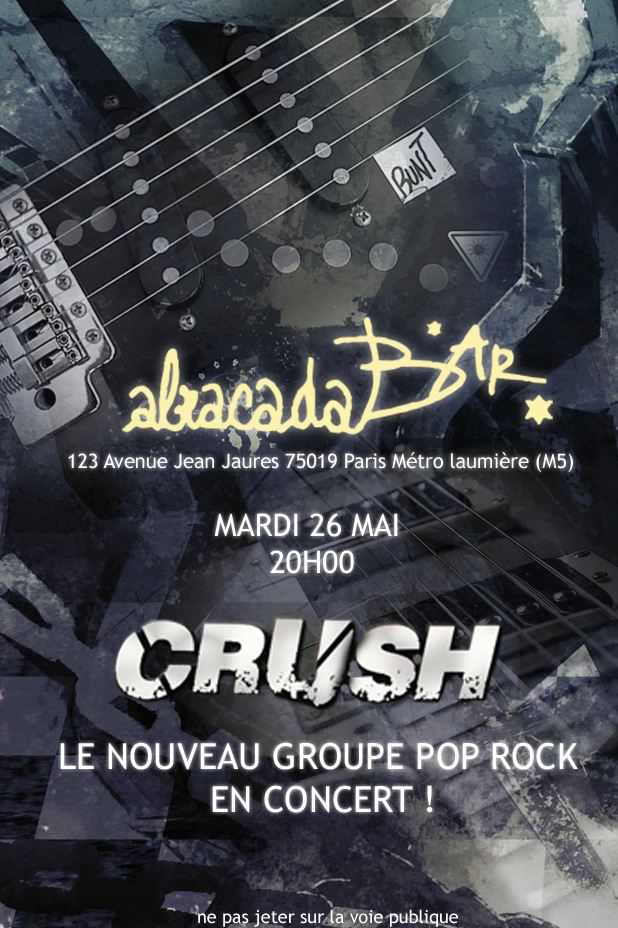 BUNT
abracadaBAR
123 Avenue Jean Jaures 75019 Paris Métro laumière (M5)
MARDI 26 MAI
20H00
CRUSH
LE NOUVEAU GROUPE POP ROCK
EN CONCERT !
ne pas jeter sur la voie publique